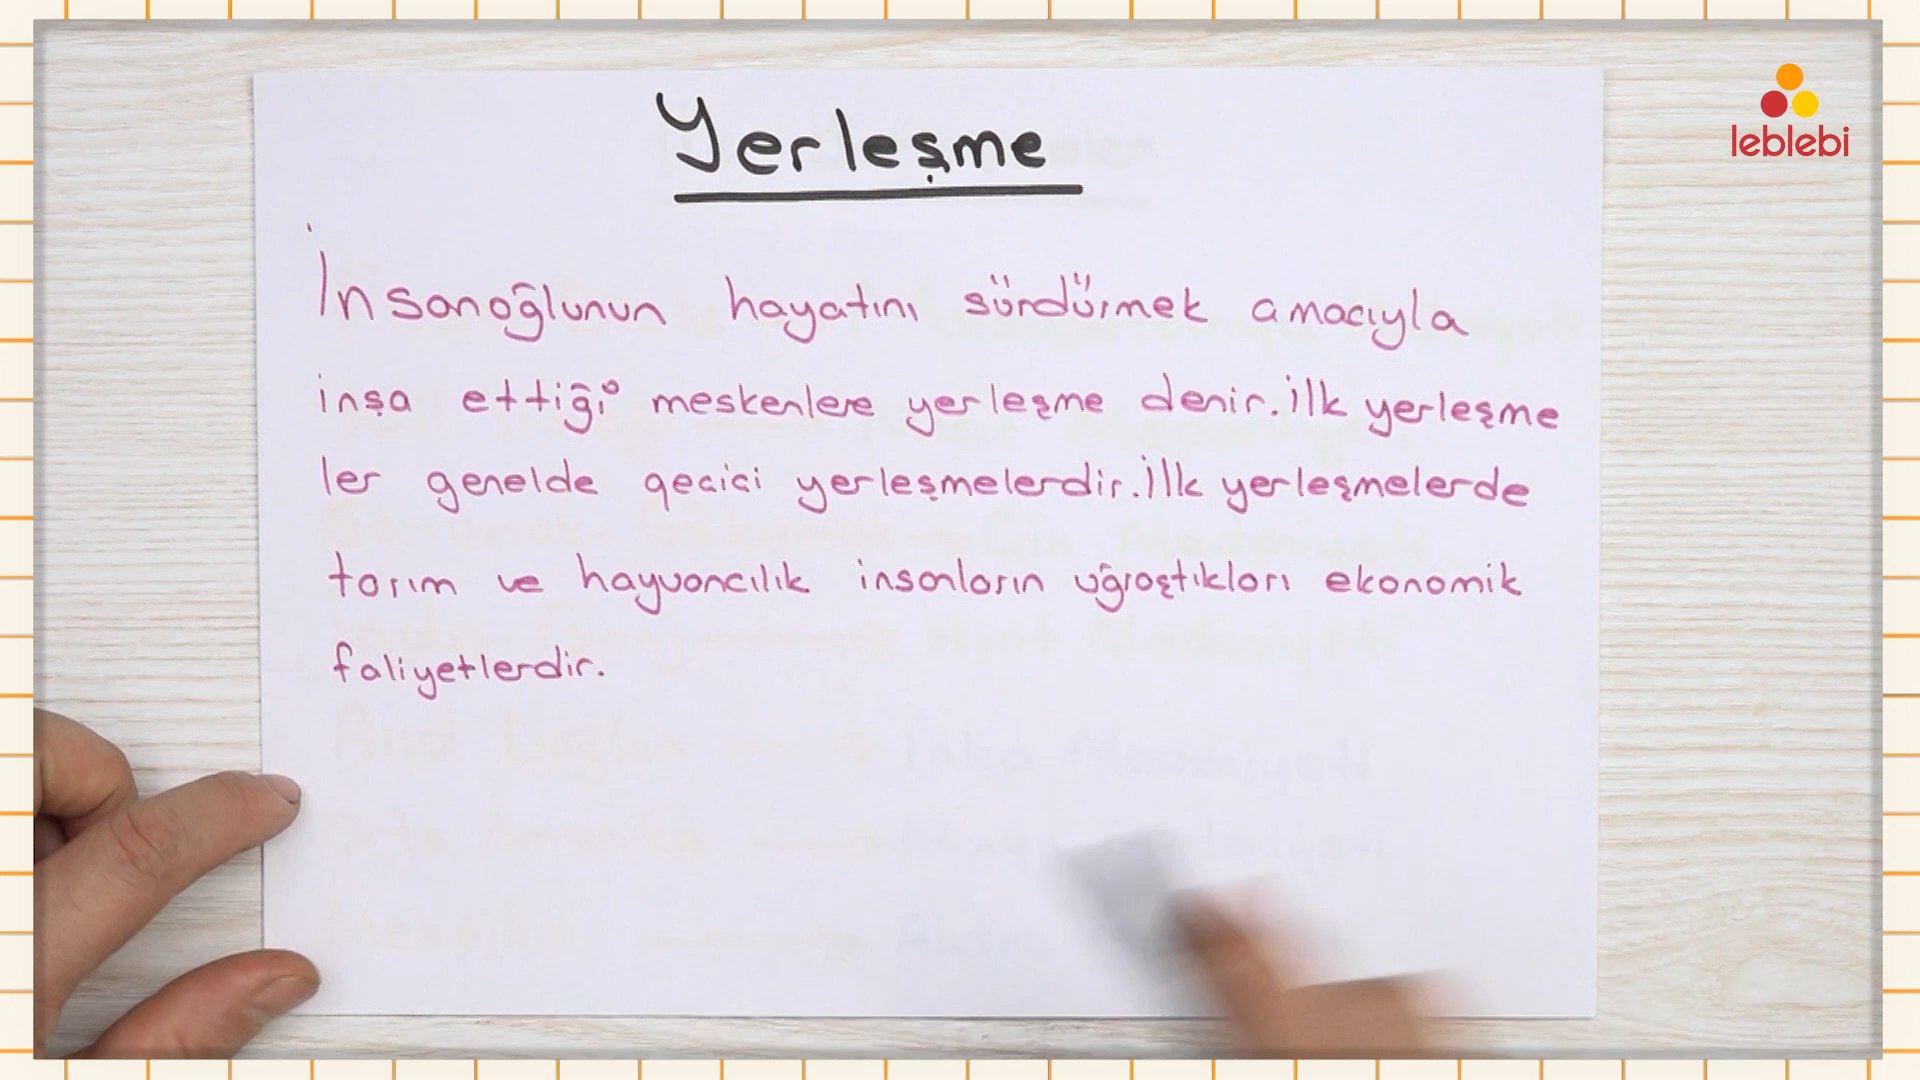 Yerleşme
leblebi
İnsanoğlunun hayatını sürdürmek amacıyla
inşa ettiği meskenlere yerleşme denir. ilk yerleşme
ler genelde geçici yerleşmelerdir. İlk yerleşmelerde
tarım ve hayvancılık insanların uğraştıkları ekonomik
faliyetlerdir.